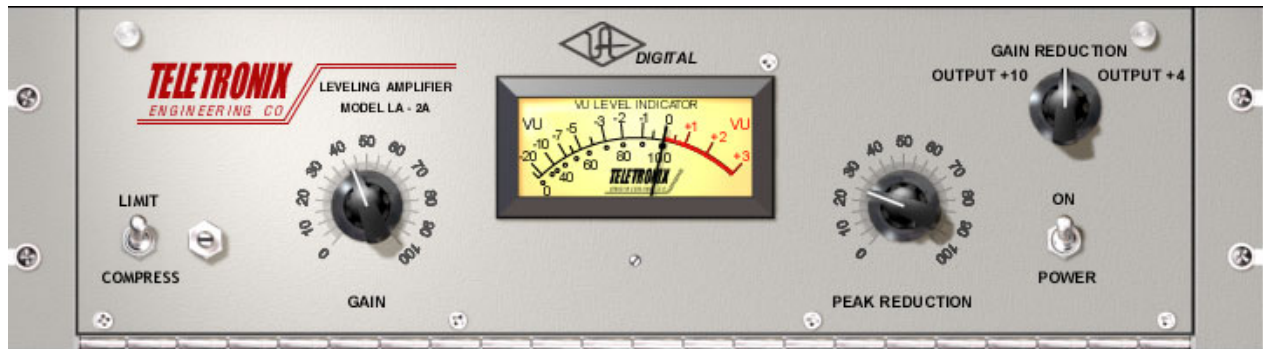 TELETRONIX
ENGINEERING CO
LEVELING AMPLIFIER
MODEL LA - 2A
LIMIT
COMPRESS
0 10 20 30 40 50 60 70 80 90 100
GAIN
UA
DIGITAL
VU LEVEL INDICATOR
VU -20 -10 -7 -5 -3 -2 -1 0 +1 +2 +3 VU
0 40 60 80 100
TELETRONIX
ENGINEERING CO
0 10 20 30 40 50 60 70 80 90 100
PEAK REDUCTION
GAIN REDUCTION
OUTPUT +10
OUTPUT +4
ON
POWER